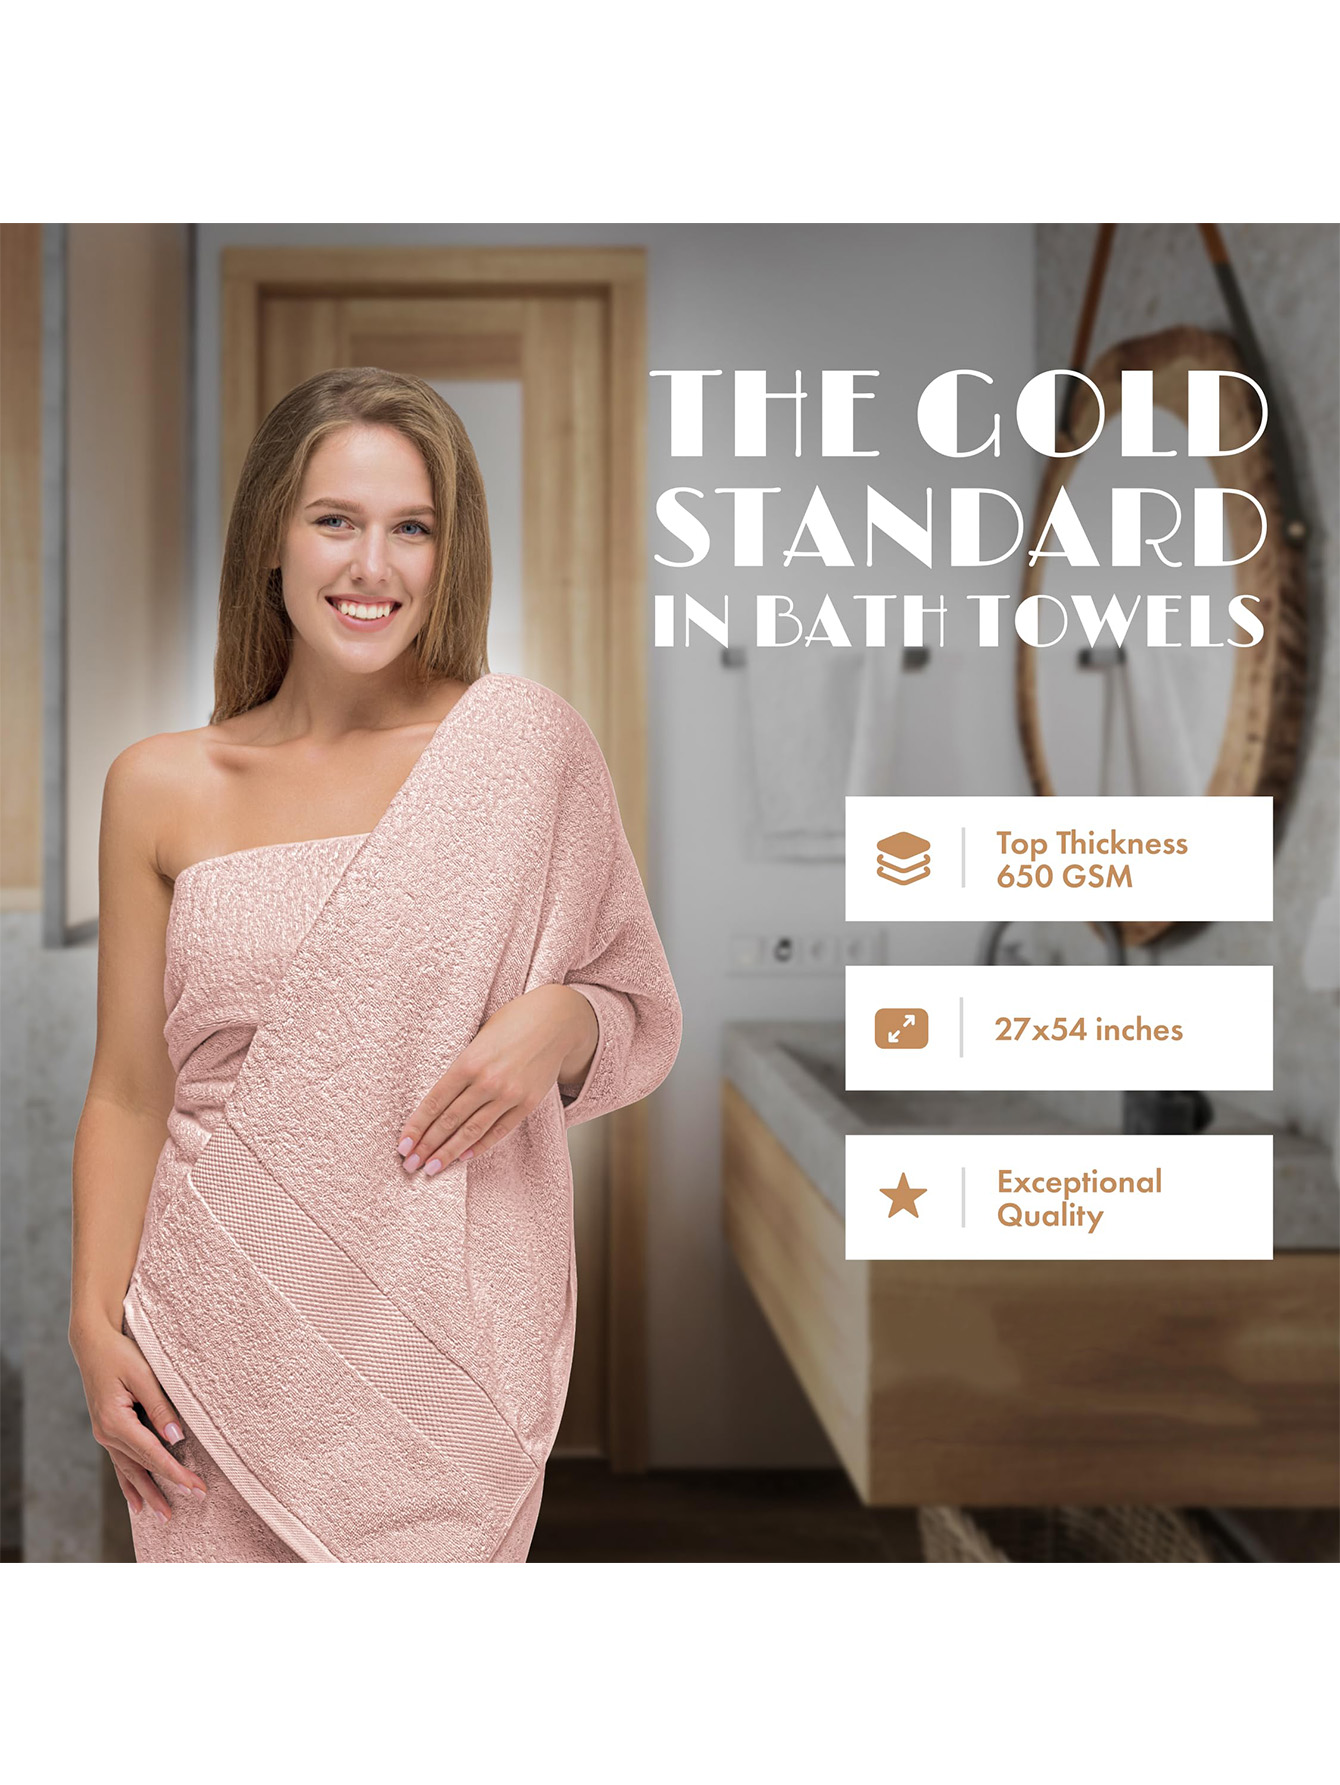 THE GOLD
STANDARD
IN BATH TOWELS
Top Thickness
650 GSM
27x54 inches
Exceptional
Quality